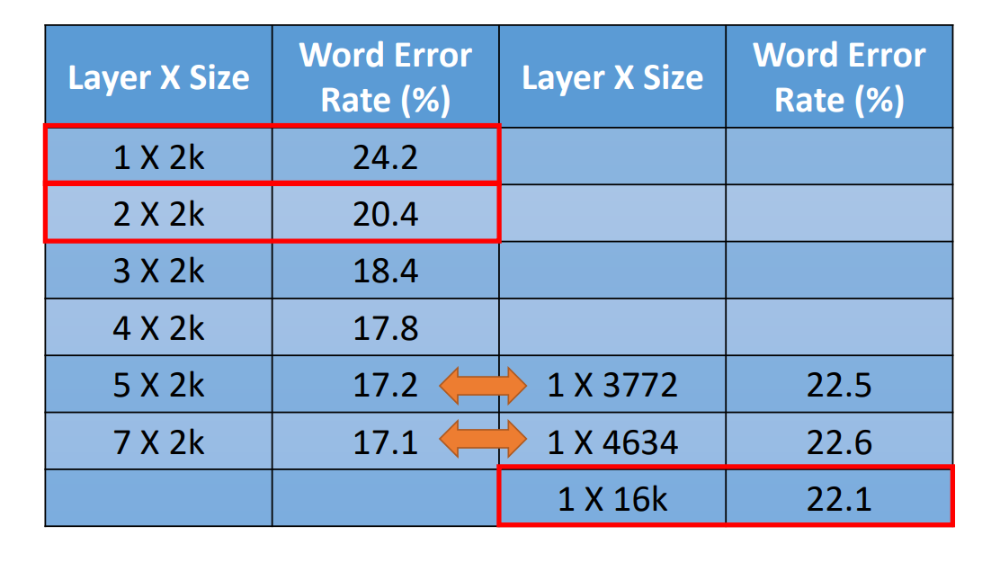 Layer X Size
Word Error
Rate (%)
Layer X Size
Word Error
Rate (%)
1 X 2k
24.2
2 X 2k
20.4
3 X 2k
18.4
4 X 2k
17.8
5 X 2k
17.2
1 X 3772
22.5
7 X 2k
17.1
1 X 4634
22.6
1 X 16k
22.1